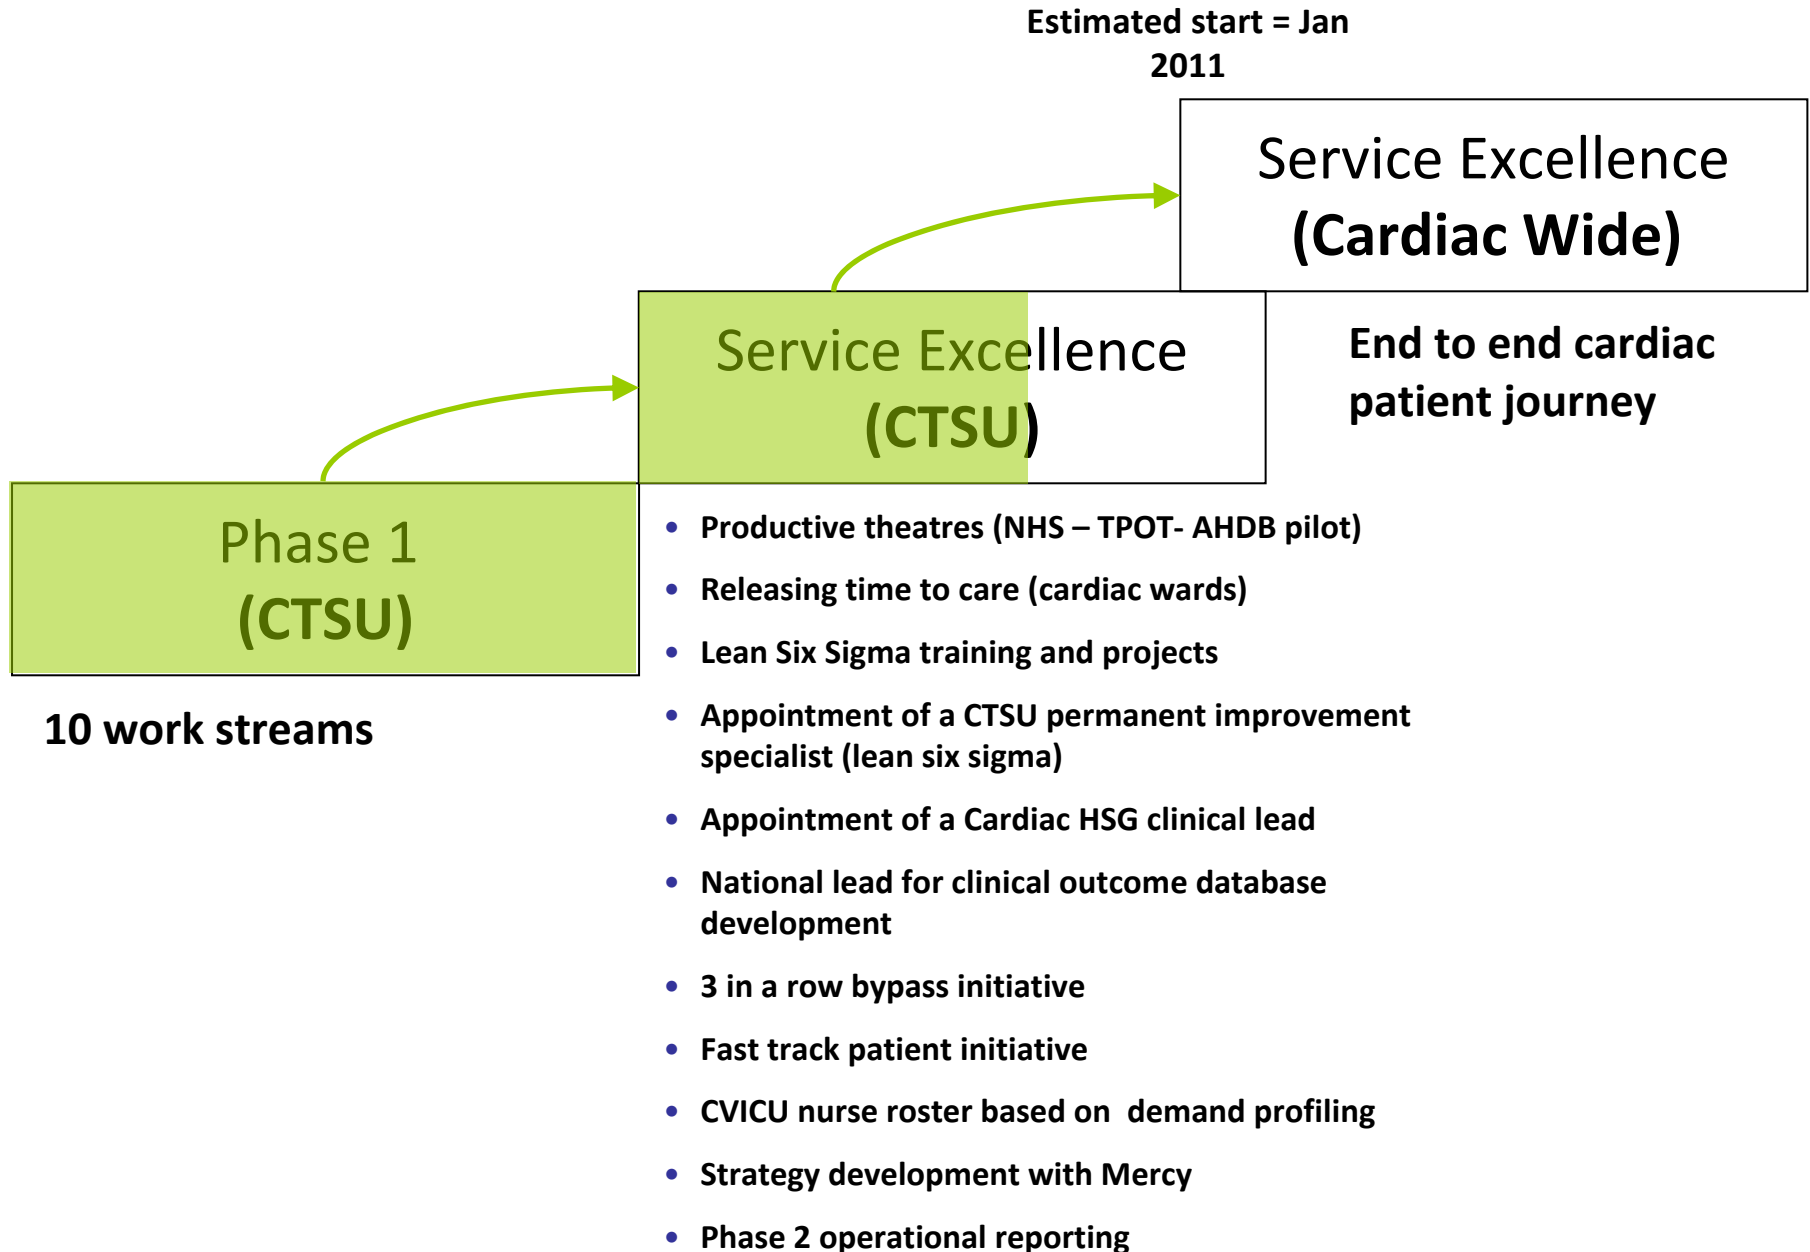 Estimated start = Jan
2011
Service Excellence
(Cardiac Wide)
End to end cardiac
patient journey
Service Excellence
(CTSU)
Phase 1
(CTSU)
10 work streams
• Productive theatres (NHS – TPOT- AHDB pilot)
• Releasing time to care (cardiac wards)
• Lean Six Sigma training and projects
• Appointment of a CTSU permanent improvement
specialist (lean six sigma)
• Appointment of a Cardiac HSG clinical lead
• National lead for clinical outcome database
development
• 3 in a row bypass initiative
• Fast track patient initiative
• CVICU nurse roster based on  demand profiling
• Strategy development with Mercy
• Phase 2 operational reporting